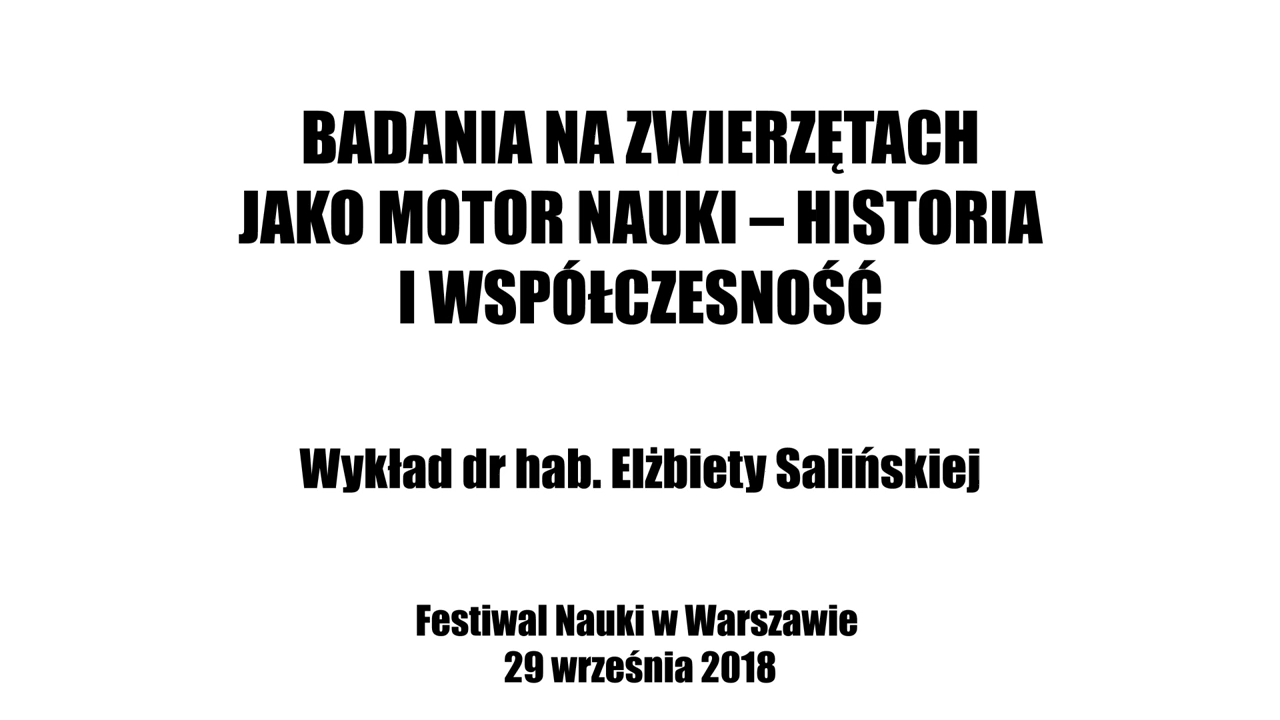 BADANIA NA ZWIERZĘTACH
JAKO MOTOR NAUKI – HISTORIA
I WSPÓŁCZESNOŚĆ
Wykład dr hab. Elżbiety Salińskiej
Festiwal Nauki w Warszawie
29 września 2018